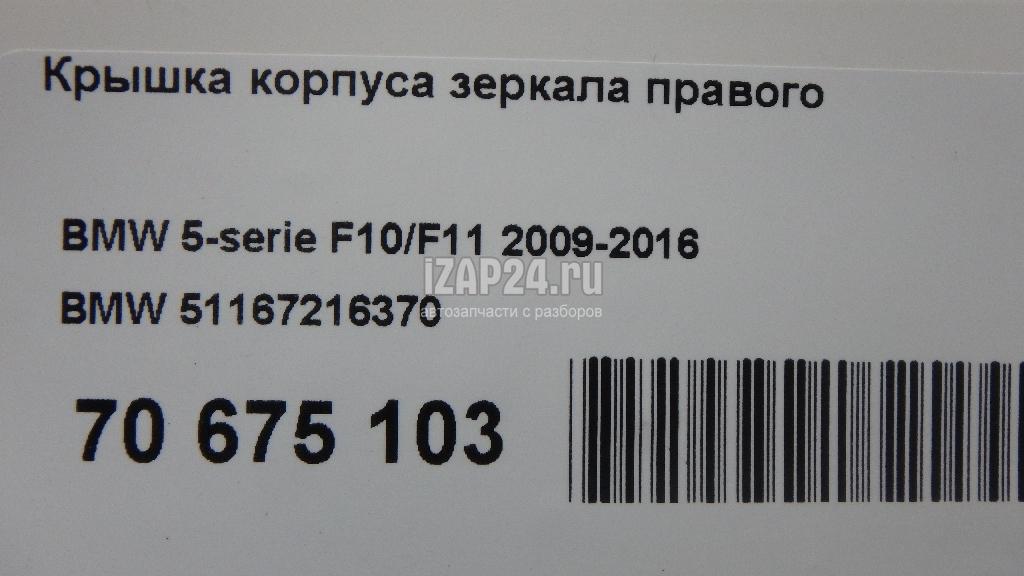 Крышка корпуса зеркала правого
BMW 5-serie F10/F11 2009-2016
iZAP24.ru
BMW 51167216370
автозапчасти с разборов
70 675 103